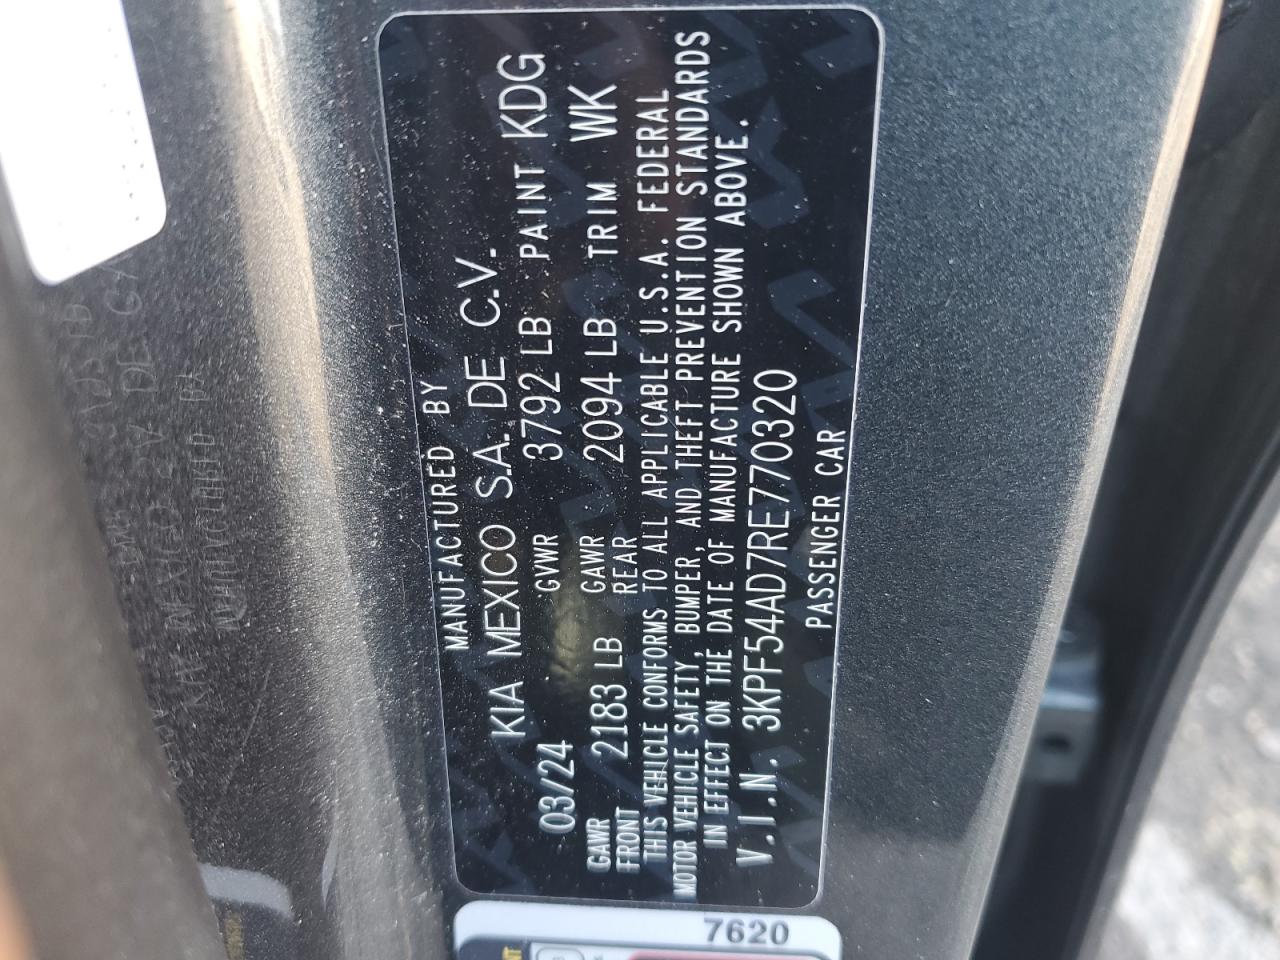 MANUFACTURED BY
KIA MEXICO S.A. DE C.V.
03/24 GVWR 3792 LB PAINT KDG
GAWR FRONT 2183 LB GAWR REAR 2094 LB TRIM WK
THIS VEHICLE CONFORMS TO ALL APPLICABLE U.S.A. FEDERAL
MOTOR VEHICLE SAFETY, BUMPER, AND THEFT PREVENTION STANDARDS
IN EFFECT ON THE DATE OF MANUFACTURE SHOWN ABOVE.
V.I.N. 3KPF54AD7RE770320
PASSENGER CAR
7620